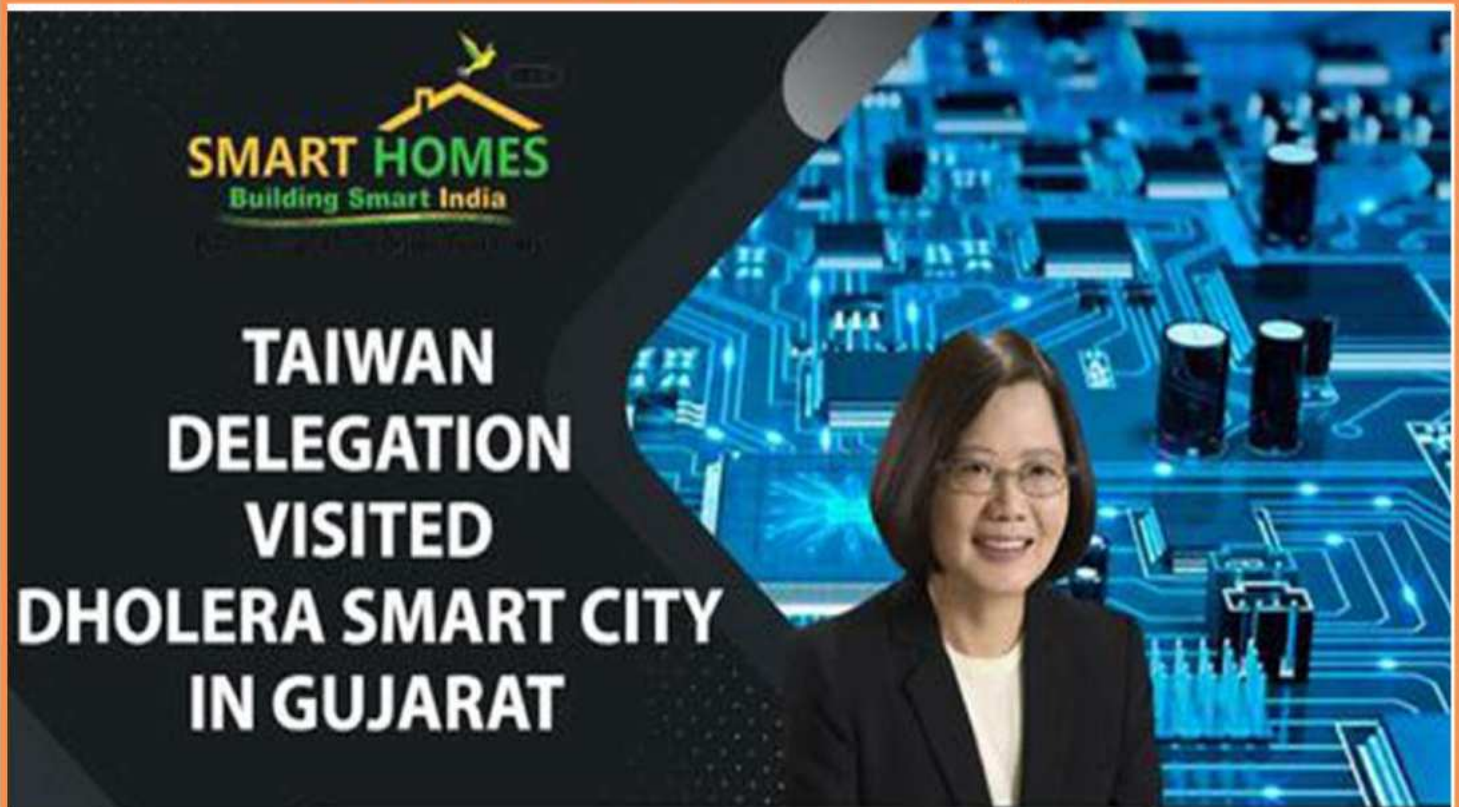 SMART HOMES
Building Smart India
TAIWAN
DELEGATION
VISITED
DHOLERA SMART CITY
IN GUJARAT